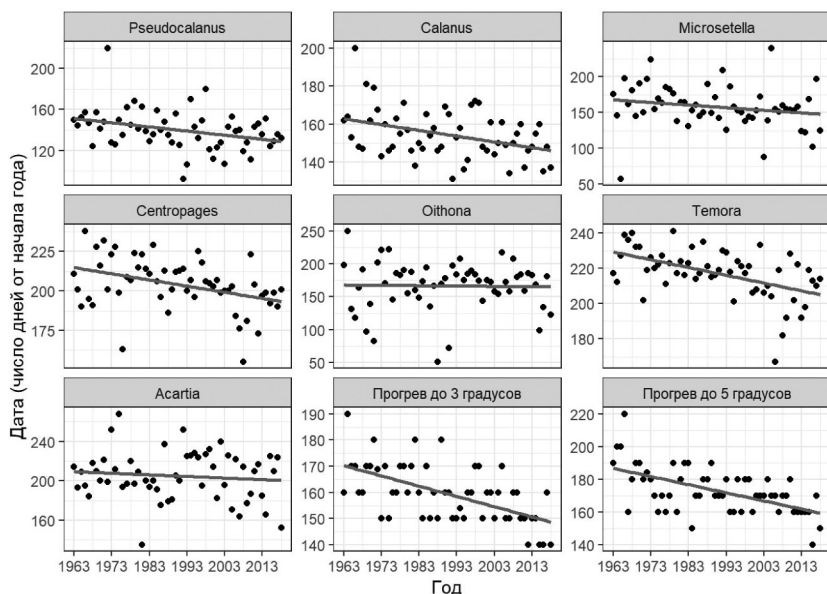 Pseudocalanus Calanus Microsetella
200 160 120
200 180 160 140
200 150 100 50
Centropages Oithona Temora
225 200 175
250 200 150 100 50
240 220 200 180
Acartia Прогрев до 3 градусов Прогрев до 5 градусов
240 200 160
190 180 170 160 150 140
220 200 180 160 140
1963 1973 1983 1993 2003 2013 1963 1973 1983 1993 2003 2013 1963 1973 1983 1993 2003 2013
Год
Дата (число дней от начала года)